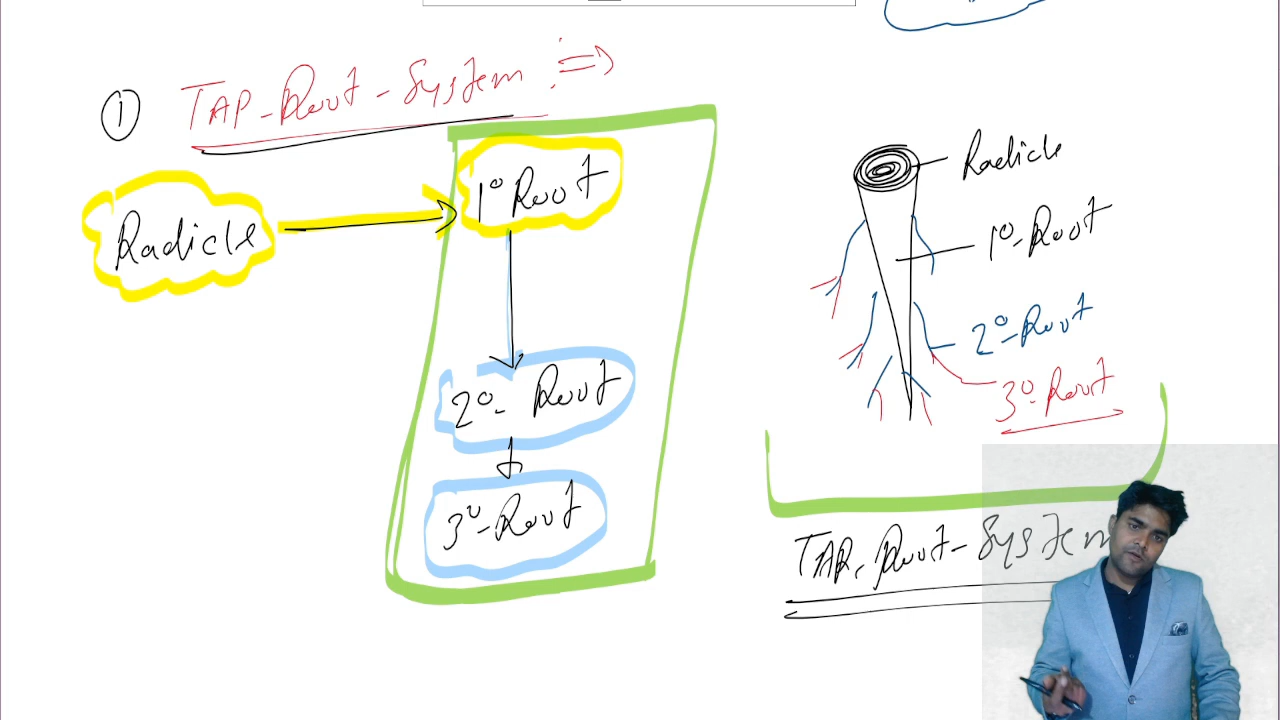 ① TAP-Root-System :⇒
Radicle
1° Root
2°- Root
3°-Root
Radicle
1°-Root
2°-Root
3°-Root
TAP-Root-System